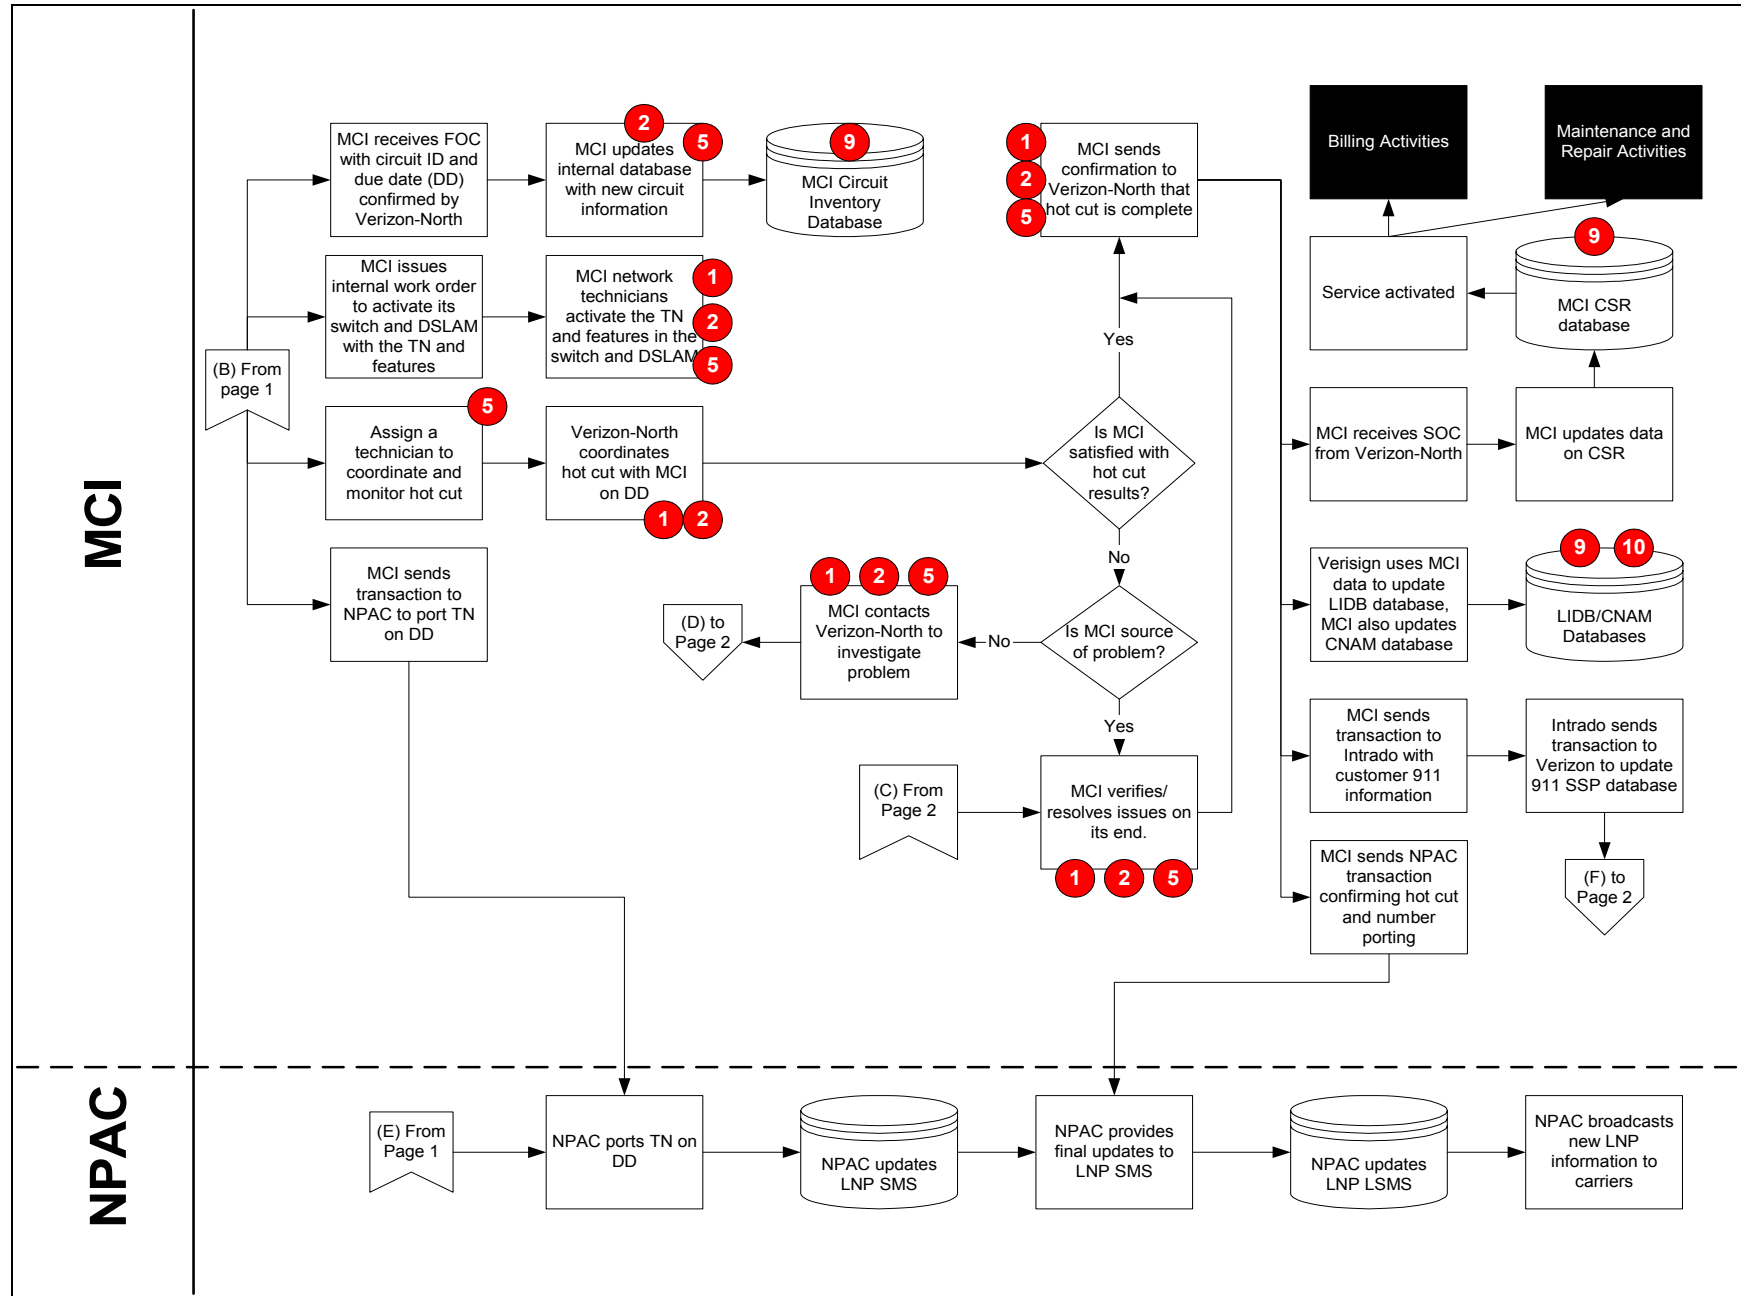 MCI
(B) From
page 1
MCI receives FOC
with circuit ID and
due date (DD)
confirmed by
Verizon-North
2
5
MCI updates
internal database
with new circuit
information
9
MCI Circuit
Inventory
Database
MCI issues
internal work order
to activate its
switch and DSLAM
with the TN and
features
MCI network
technicians
activate the TN
and features in the
switch and DSLAM
1
2
5
5
Assign a
technician to
coordinate and
monitor hot cut
Verizon-North
coordinates
hot cut with MCI
on DD
1
2
MCI sends
transaction to
NPAC to port TN
on DD
1
2
5
MCI sends
confirmation to
Verizon-North that
hot cut is complete
Yes
Is MCI
satisfied with
hot cut
results?
No
Is MCI source
of problem?
No
1
2
5
MCI contacts
Verizon-North to
investigate
problem
(D) to
Page 2
Yes
(C) From
Page 2
MCI verifies/
resolves issues on
its end.
1
2
5
Billing Activities
Maintenance and
Repair Activities
Service activated
9
MCI CSR
database
MCI receives SOC
from Verizon-North
MCI updates data
on CSR
Verisign uses MCI
data to update
LIDB database,
MCI also updates
CNAM database
9
10
LIDB/CNAM
Databases
MCI sends
transaction to
Intrado with
customer 911
information
Intrado sends
transaction to
Verizon to update
911 SSP database
(F) to
Page 2
MCI sends NPAC
transaction
confirming hot cut
and number
porting
NPAC
(E) From
Page 1
NPAC ports TN on
DD
NPAC updates
LNP SMS
NPAC provides
final updates to
LNP SMS
NPAC updates
LNP LSMS
NPAC broadcasts
new LNP
information to
carriers